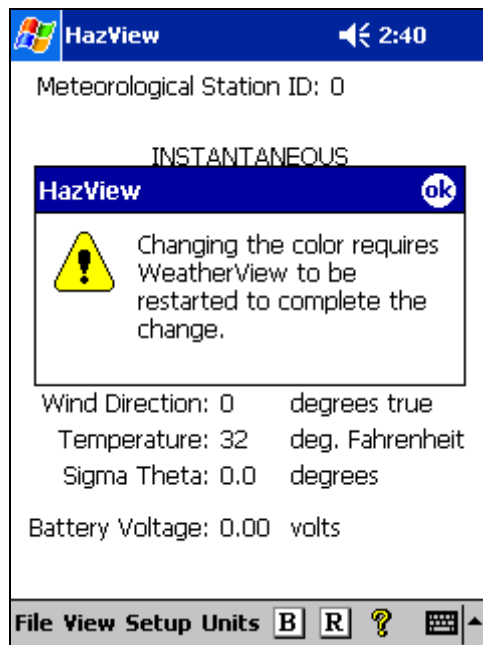 HazView 2:40
Meteorological Station ID: 0
INSTANTANEOUS
HazView ok
Changing the color requires
WeatherView to be
restarted to complete the
change.
Wind Direction: 0 degrees true
Temperature: 32 deg. Fahrenheit
Sigma Theta: 0.0 degrees
Battery Voltage: 0.00 volts
File View Setup Units B R ?